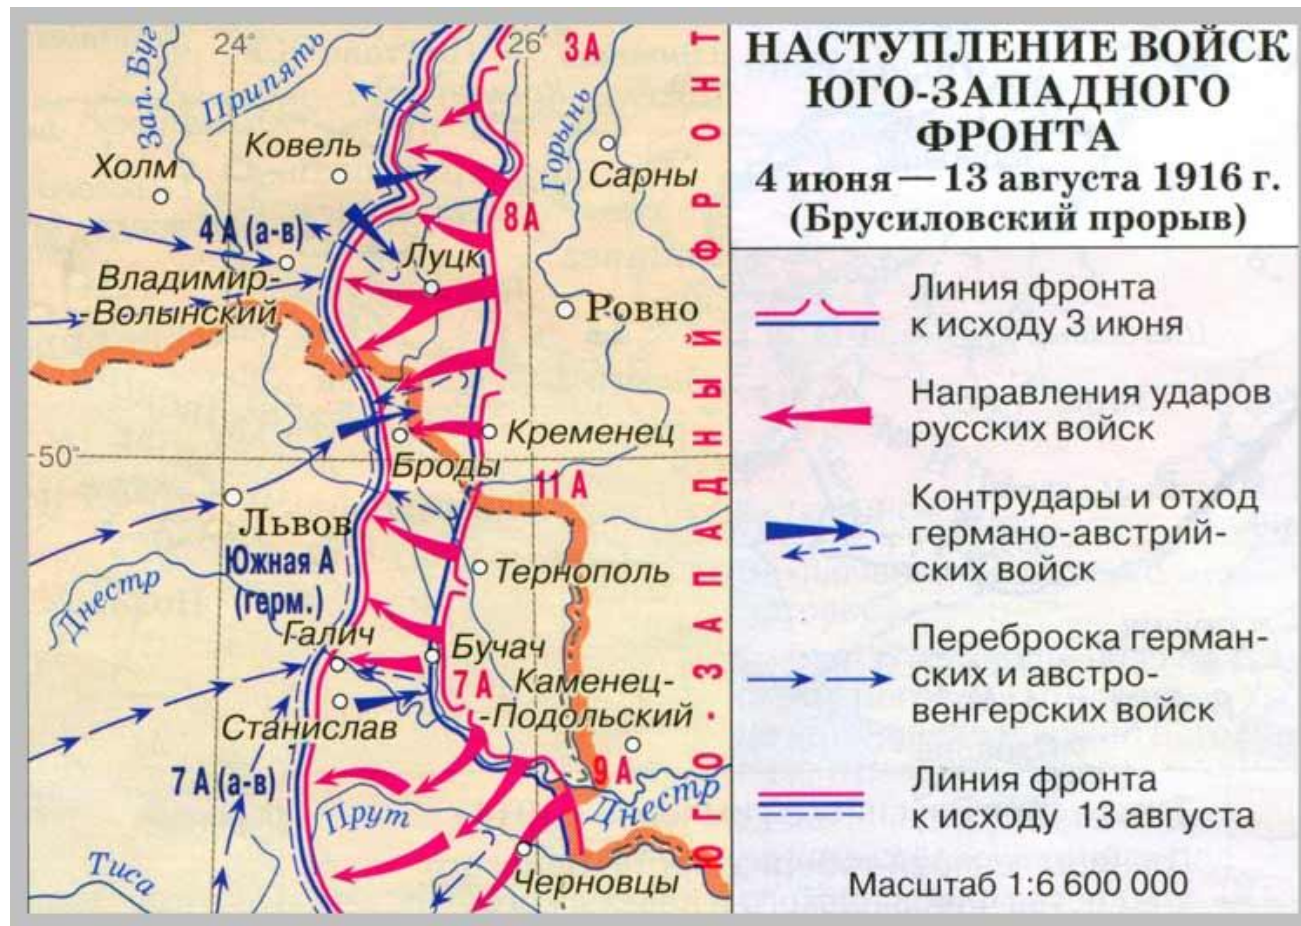 24°
26°
3А
Зап. Буг
Припять
Горынь
Ковель
Холм
Сарны
8А
4 А (а-в)
Луцк
Владимир-
-Волынский
Ровно
Кременец
50°
Броды
11 А
Львов
Южная А
(герм.)
Тернополь
Днестр
Галич
Бучач
7 А
Каменец-
-Подольский
Станислав
7 А (а-в)
9 А
Днестр
Прут
Тиса
Черновцы
Ю Г О - З А П А Д Н Ы Й Ф Р О Н Т
НАСТУПЛЕНИЕ ВОЙСК
ЮГО-ЗАПАДНОГО
ФРОНТА
4 июня — 13 августа 1916 г.
(Брусиловский прорыв)
Линия фронта
к исходу 3 июня
Направления ударов
русских войск
Контрудары и отход
германо-австрий-
ских войск
Переброска герман-
ских и австро-
венгерских войск
Линия фронта
к исходу 13 августа
Масштаб 1:6 600 000